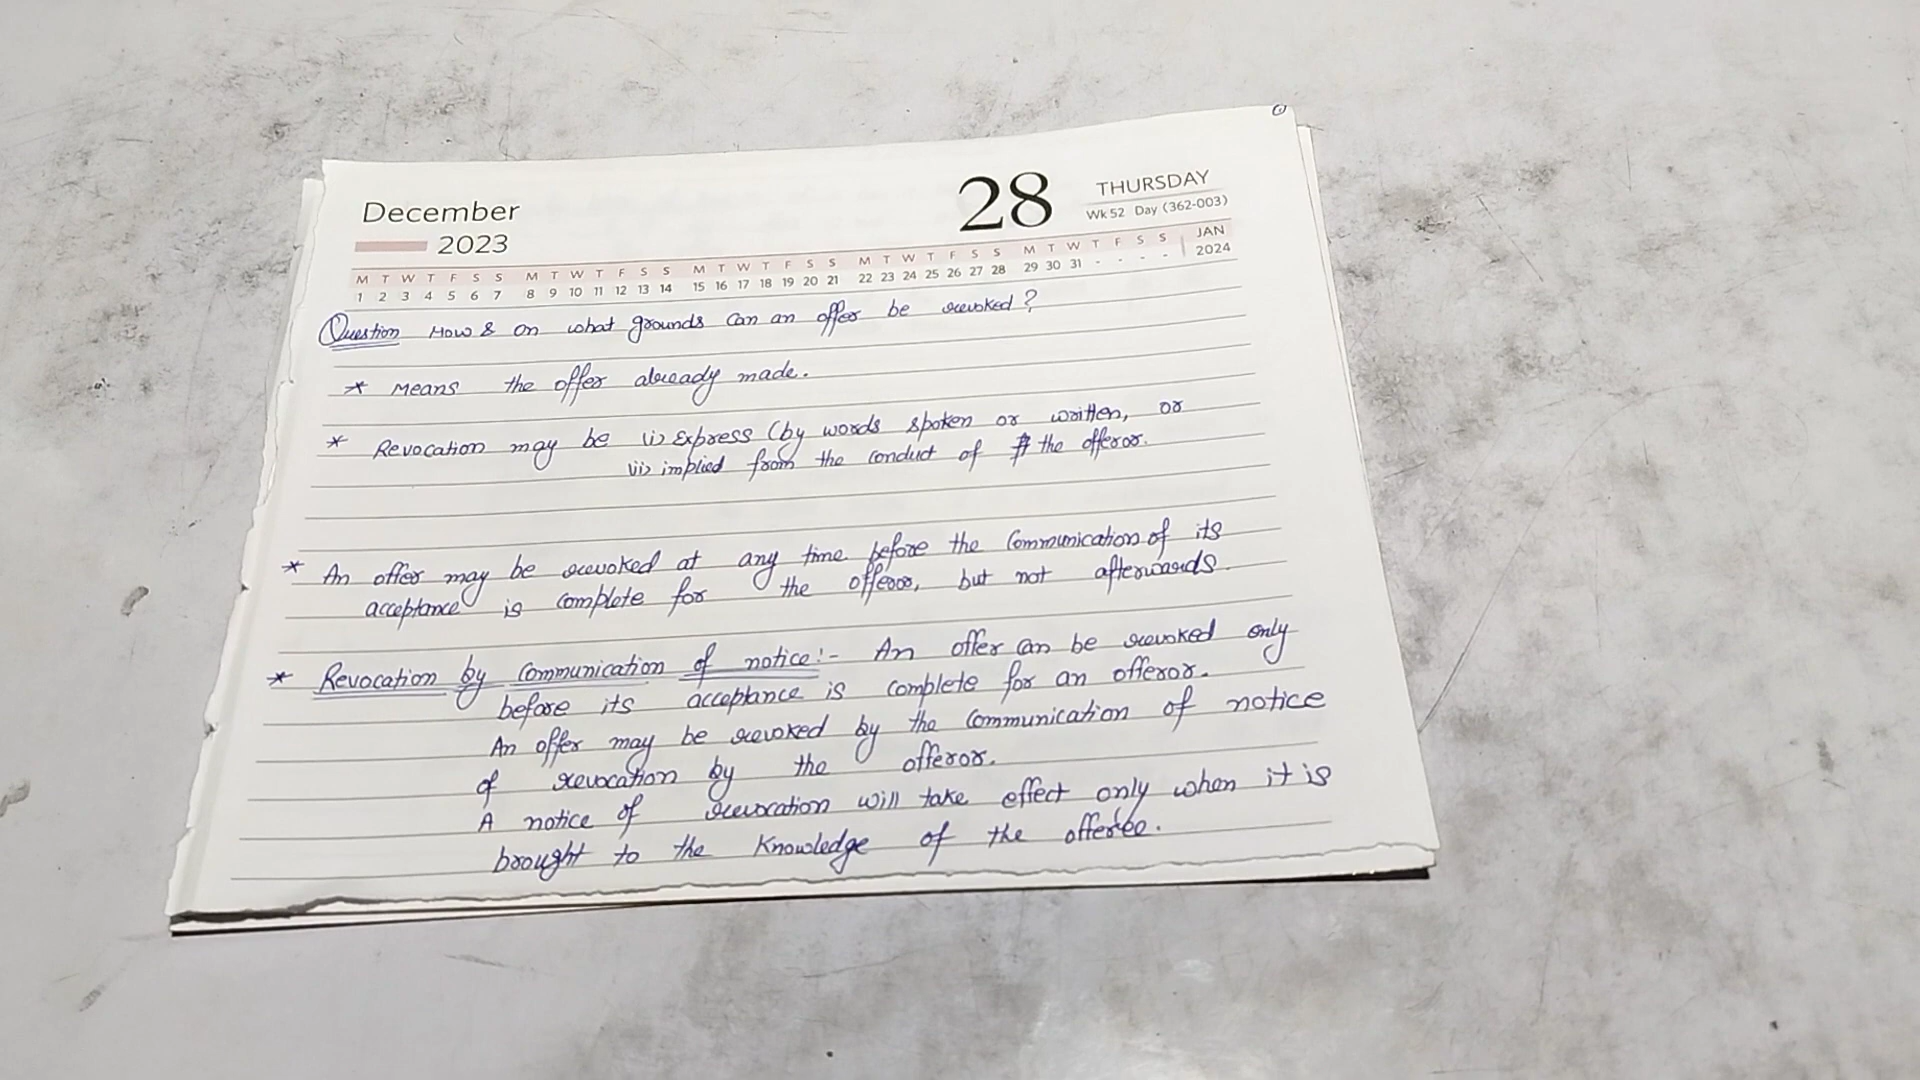 ①
December 28 THURSDAY
2023 Wk 52 Day (362-003)
M T W T F S S M T W T F S S M T W T F S S M T W T F S S M T W T F S S JAN
1 2 3 4 5 6 7 8 9 10 11 12 13 14 15 16 17 18 19 20 21 22 23 24 25 26 27 28 29 30 31 - - - - 2024
Question How & on what grounds can an offer be revoked?
* Means the offer already made.
* Revocation may be (i) Express (by words spoken or written, or
(ii) implied from the conduct of the offeror.
* An offer may be revoked at any time before the communication of its
acceptance is complete for the offeror, but not afterwards.
* Revocation by communication of notice:- An offer can be revoked only
before its acceptance is complete for an offeror.
An offer may be revoked by the communication of notice
of revocation by the offeror.
A notice of revocation will take effect only when it is
brought to the knowledge of the offeree.